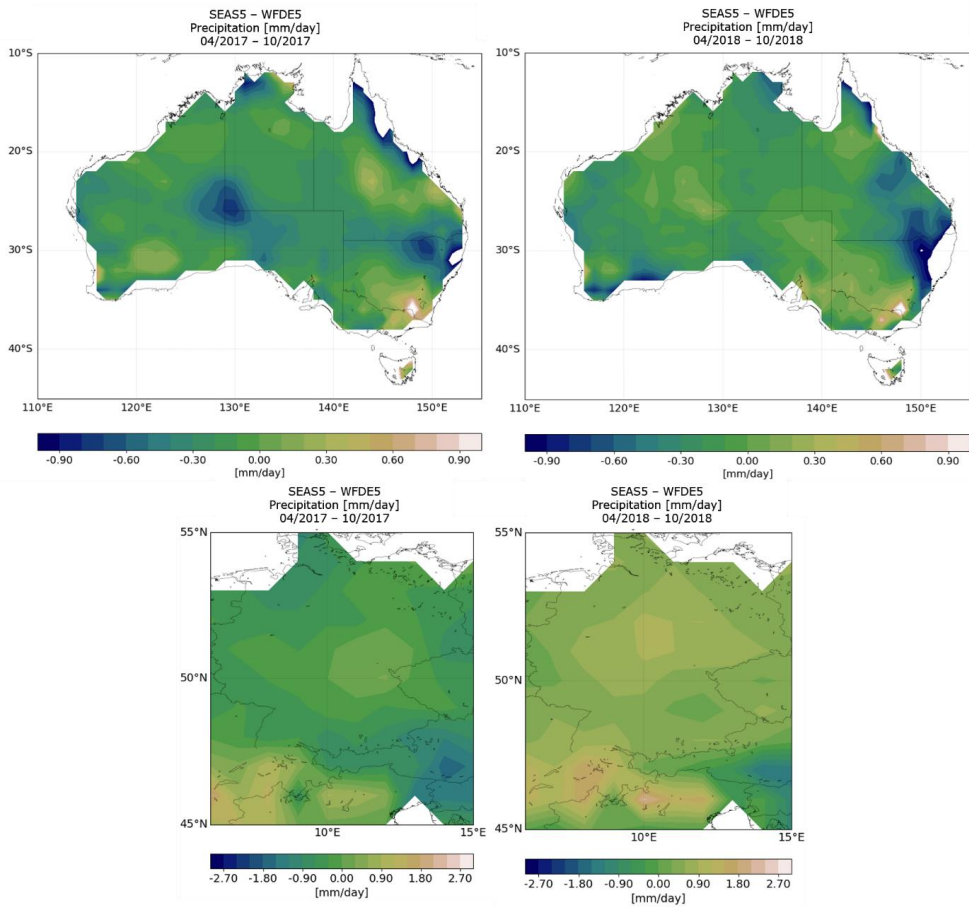 SEAS5 – WFDE5
Precipitation [mm/day]
04/2017 – 10/2017
10°S
20°S
30°S
40°S
110°E 120°E 130°E 140°E 150°E
-0.90 -0.60 -0.30 0.00 0.30 0.60 0.90
[mm/day]
SEAS5 – WFDE5
Precipitation [mm/day]
04/2018 – 10/2018
10°S
20°S
30°S
40°S
110°E 120°E 130°E 140°E 150°E
-0.90 -0.60 -0.30 0.00 0.30 0.60 0.90
[mm/day]
SEAS5 – WFDE5
Precipitation [mm/day]
04/2017 – 10/2017
55°N
50°N
45°N
10°E 15°E
-2.70 -1.80 -0.90 0.00 0.90 1.80 2.70
[mm/day]
SEAS5 – WFDE5
Precipitation [mm/day]
04/2018 – 10/2018
55°N
50°N
45°N
10°E 15°E
-2.70 -1.80 -0.90 0.00 0.90 1.80 2.70
[mm/day]